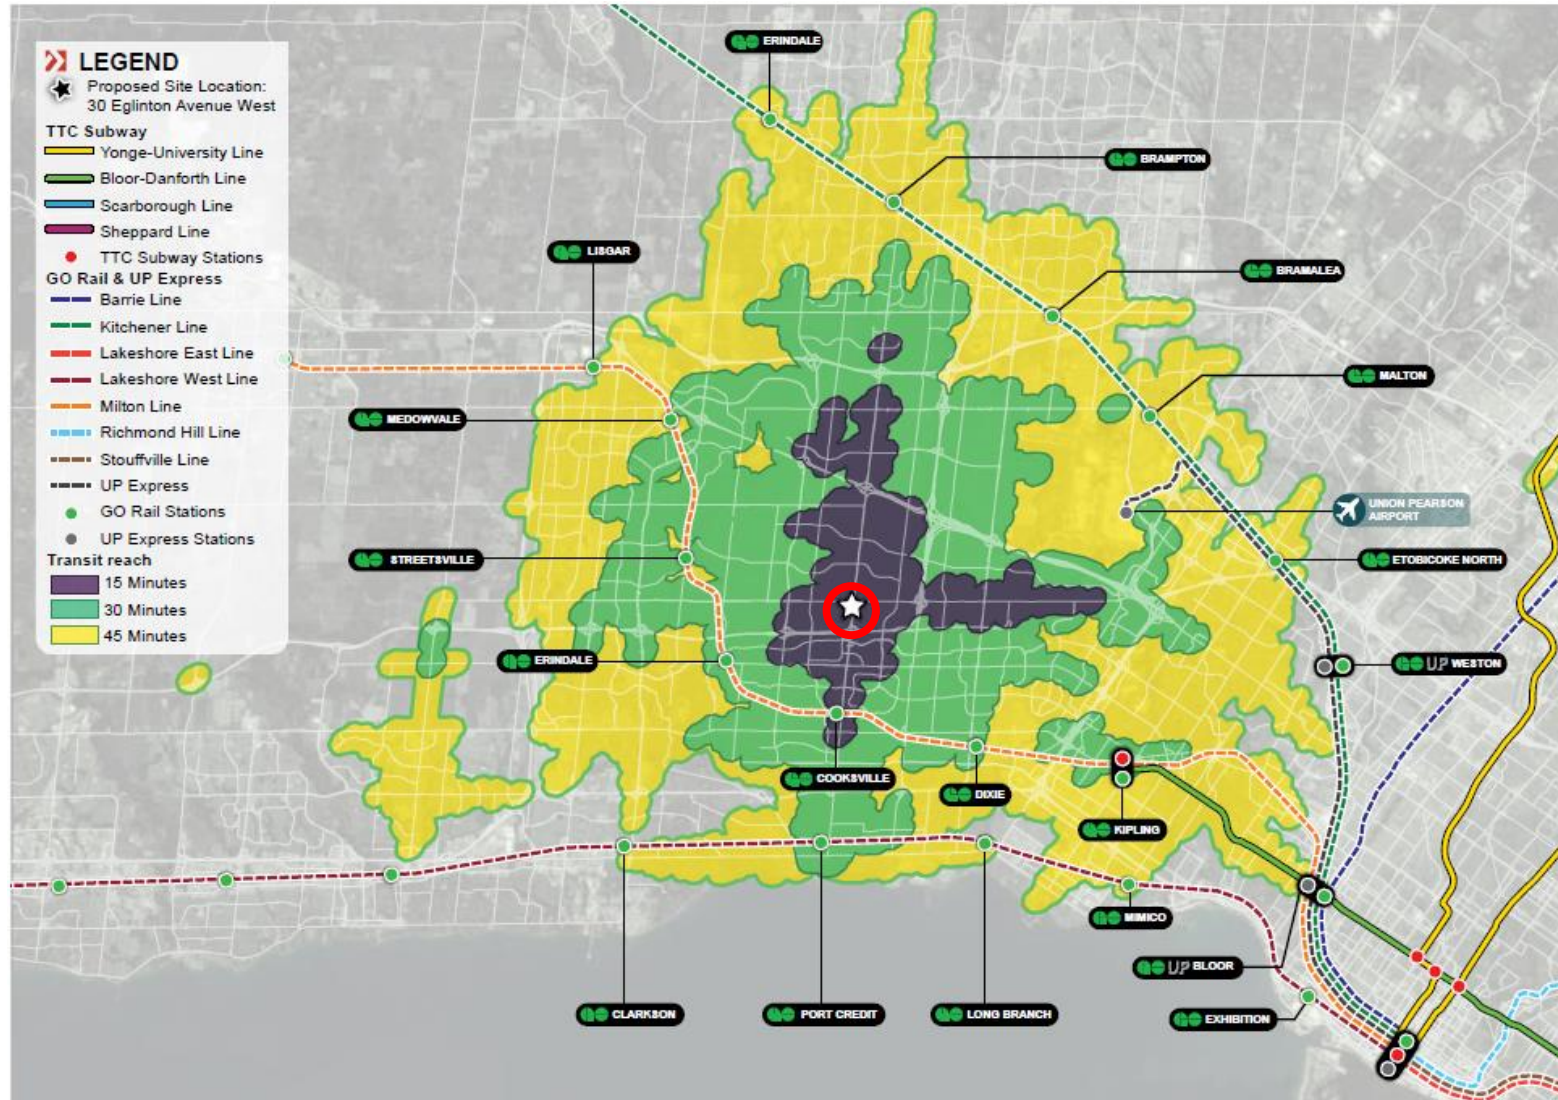 LEGEND
Proposed Site Location:
30 Eglinton Avenue West
TTC Subway
Yonge-University Line
Bloor-Danforth Line
Scarborough Line
Sheppard Line
TTC Subway Stations
GO Rail & UP Express
Barrie Line
Kitchener Line
Lakeshore East Line
Lakeshore West Line
Milton Line
Richmond Hill Line
Stouffville Line
UP Express
GO Rail Stations
UP Express Stations
Transit reach
15 Minutes
30 Minutes
45 Minutes
ERINDALE
BRAMPTON
LISGAR
BRAMALEA
MALTON
MEDOWVALE
UNION PEARSON
AIRPORT
STREETSVILLE
ETOBICOKE NORTH
ERINDALE
UP WESTON
COOKSVILLE
DIXIE
KIPLING
MIMICO
UP BLOOR
CLARKSON
PORT CREDIT
LONG BRANCH
EXHIBITION